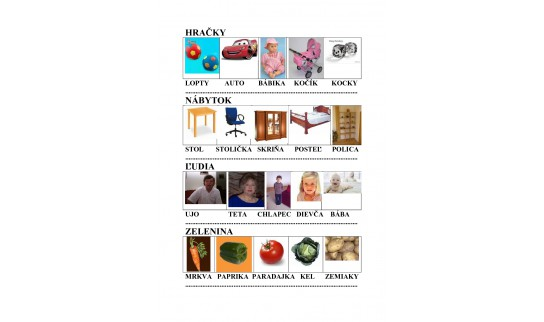 HRAČKY
LOPTY AUTO BÁBIKA KOČÍK KOCKY
NÁBYTOK
STOL STOLIČKA SKRIŇA POSTEĽ POLICA
ĽUDIA
UJO TETA CHLAPEC DIEVČA BÁBA
ZELENINA
MRKVA PAPRIKA PARADAJKA KEL ZEMIAKY